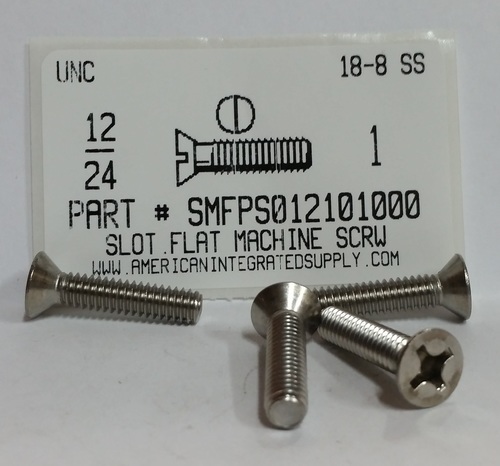 UNC 18-8 SS
12
24
1
PART # SMFPS012101000
SLOT.FLAT MACHINE SCRW
WWW.AMERICANINTEGRATEDSUPPLY.COM